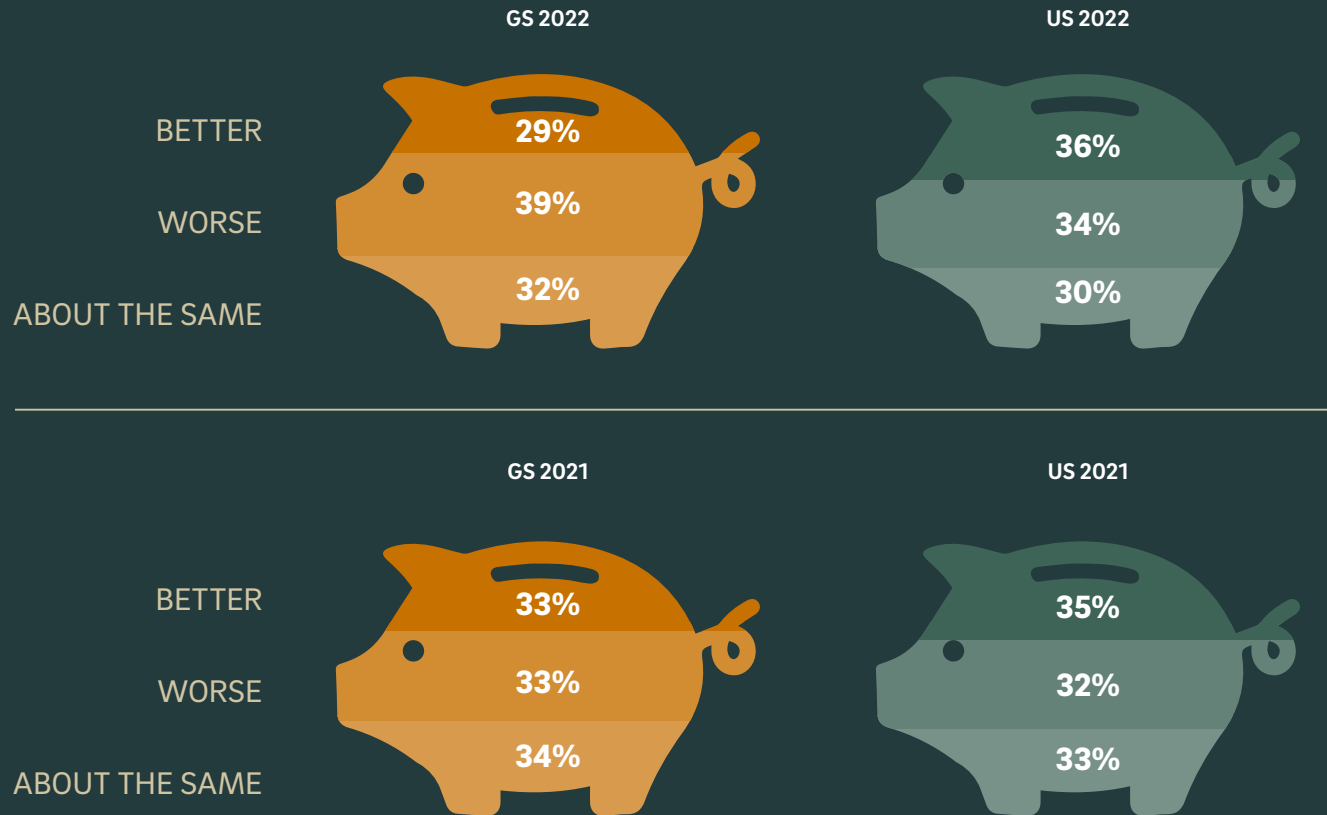 GS 2022
US 2022
BETTER
29%
36%
WORSE
39%
34%
ABOUT THE SAME
32%
30%
GS 2021
US 2021
BETTER
33%
35%
WORSE
33%
32%
ABOUT THE SAME
34%
33%